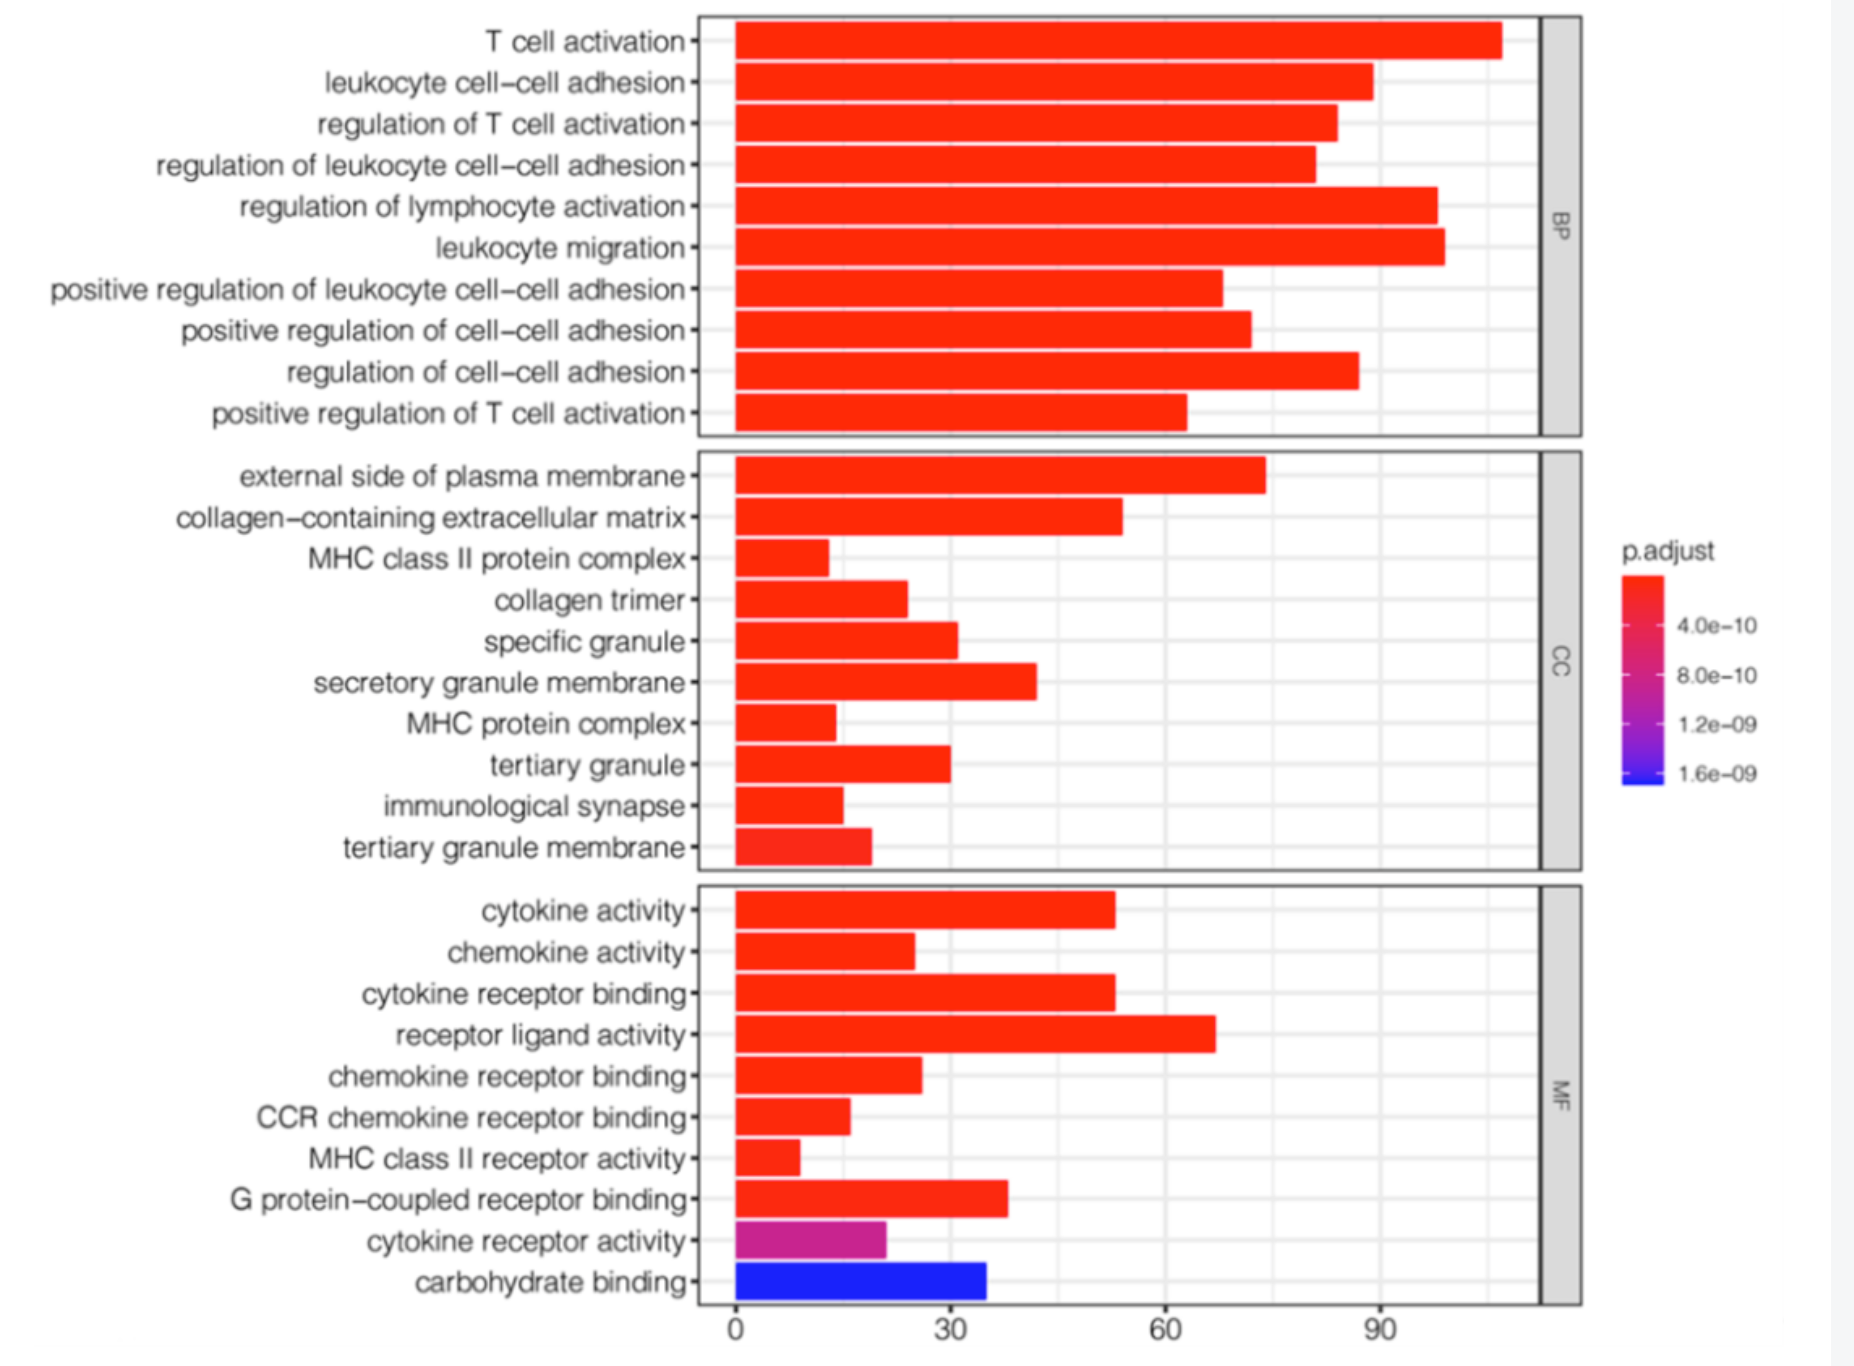 T cell activation
leukocyte cell–cell adhesion
regulation of T cell activation
regulation of leukocyte cell–cell adhesion
regulation of lymphocyte activation
leukocyte migration
positive regulation of leukocyte cell–cell adhesion
positive regulation of cell–cell adhesion
regulation of cell–cell adhesion
positive regulation of T cell activation
BP
external side of plasma membrane
collagen–containing extracellular matrix
MHC class II protein complex
collagen trimer
specific granule
secretory granule membrane
MHC protein complex
tertiary granule
immunological synapse
tertiary granule membrane
CC
cytokine activity
chemokine activity
cytokine receptor binding
receptor ligand activity
chemokine receptor binding
CCR chemokine receptor binding
MHC class II receptor activity
G protein–coupled receptor binding
cytokine receptor activity
carbohydrate binding
MF
0 30 60 90
p.adjust
4.0e–10
8.0e–10
1.2e–09
1.6e–09